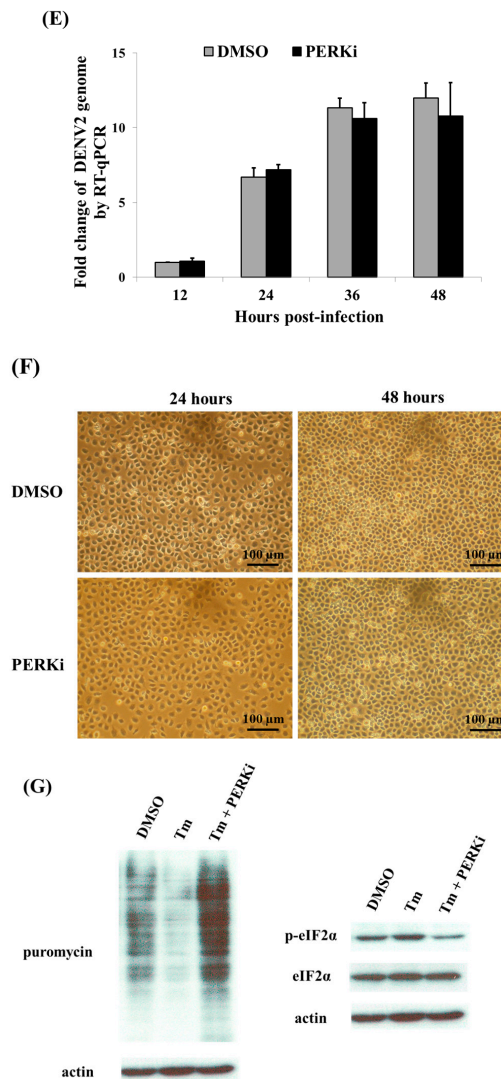 (E)
DMSO PERKi
Fold change of DENV2 genome
by RT-qPCR
15
10
5
0
12 24 36 48
Hours post-infection
(F)
24 hours 48 hours
DMSO
100 µm 100 µm
PERKi
100 µm 100 µm
(G)
DMSO Tm Tm + PERKi
puromycin
actin
DMSO Tm Tm + PERKi
p-eIF2α
eIF2α
actin